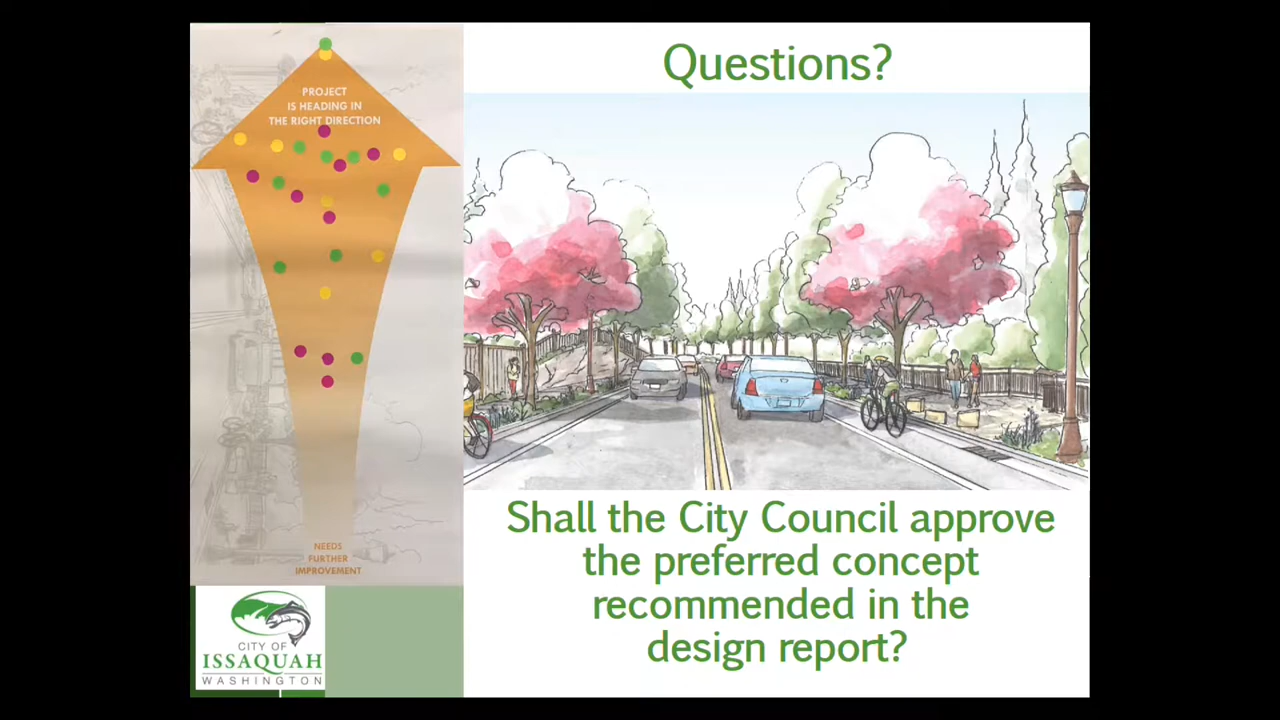 PROJECT
IS HEADING IN
THE RIGHT DIRECTION
NEEDS
FURTHER
IMPROVEMENT
CITY OF
ISSAQUAH
WASHINGTON
Questions?
Shall the City Council approve
the preferred concept
recommended in the
design report?